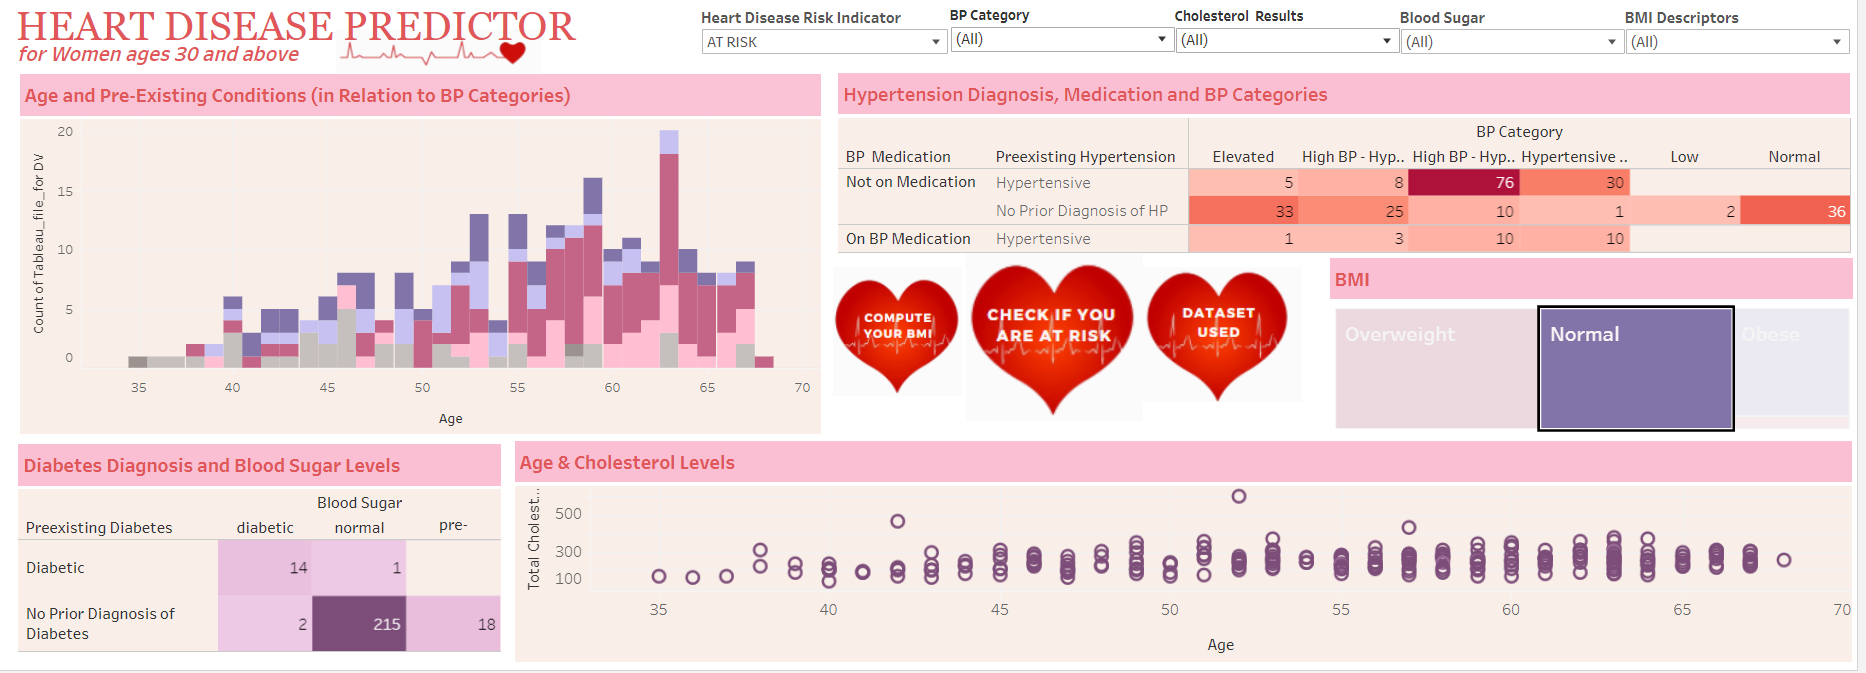 HEART DISEASE PREDICTOR
for Women ages 30 and above
Heart Disease Risk Indicator
AT RISK
BP Category
(All)
Cholesterol Results
(All)
Blood Sugar
(All)
BMI Descriptors
(All)
Age and Pre-Existing Conditions (in Relation to BP Categories)
Count of Tableau_file_for DV
20
15
10
5
0
35 40 45 50 55 60 65 70
Age
Hypertension Diagnosis, Medication and BP Categories
BP Category
BP Medication Preexisting Hypertension Elevated High BP - Hyp.. High BP - Hyp.. Hypertensive .. Low Normal
Not on Medication Hypertensive 5 8 76 30
No Prior Diagnosis of HP 33 25 10 1 2 36
On BP Medication Hypertensive 1 3 10 10
COMPUTE
YOUR BMI
CHECK IF YOU
ARE AT RISK
DATASET
USED
BMI
Overweight Normal Obese
Diabetes Diagnosis and Blood Sugar Levels
Blood Sugar
Preexisting Diabetes diabetic normal pre-
Diabetic 14 1
No Prior Diagnosis of
Diabetes 2 215 18
Age & Cholesterol Levels
Total Cholest...
500
300
100
35 40 45 50 55 60 65 70
Age